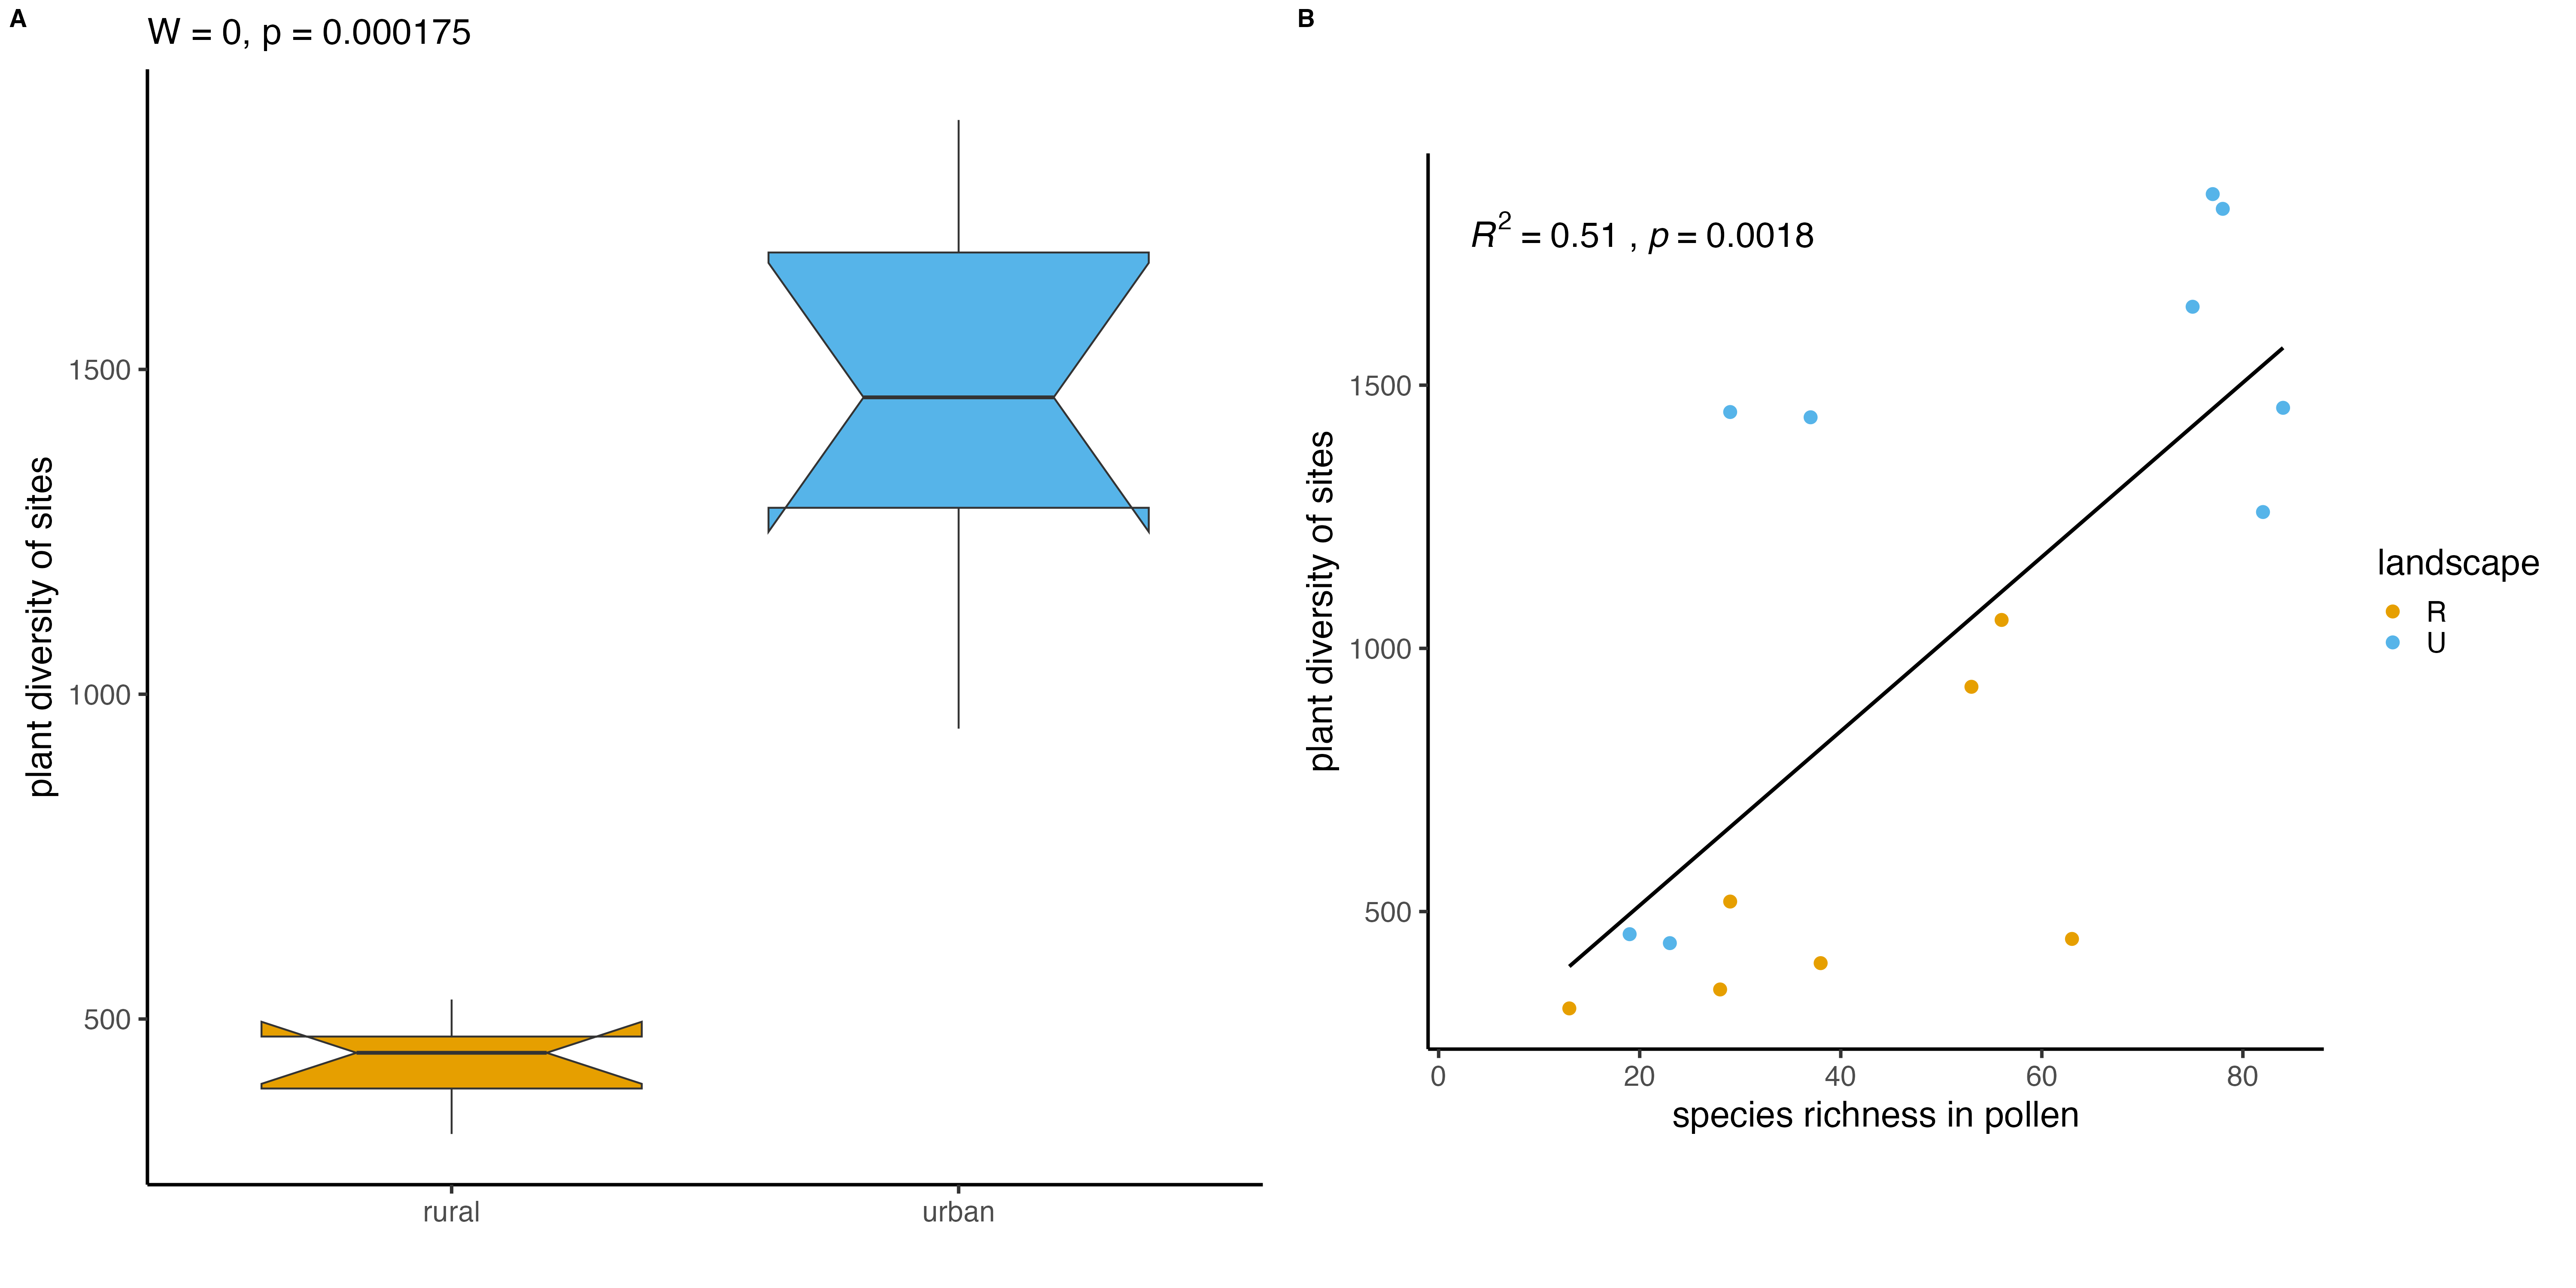 A
W = 0, p = 0.000175
plant diversity of sites
1500
1000
500
rural
urban
B
R² = 0.51 , p = 0.0018
plant diversity of sites
1500
1000
500
0 20 40 60 80
species richness in pollen
landscape
R
U